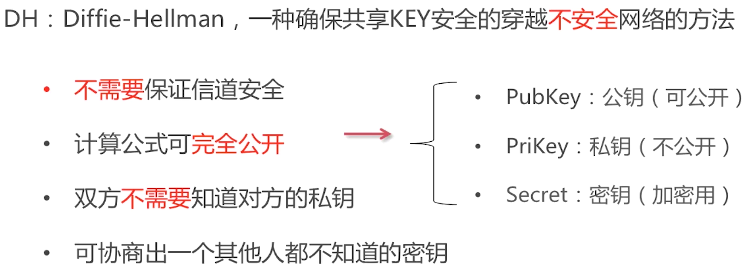 DH：Diffie-Hellman，一种确保共享KEY安全的穿越不安全网络的方法
• 不需要保证信道安全
• 计算公式可完全公开
• 双方不需要知道对方的私钥
• 可协商出一个其他人都不知道的密钥
• PubKey：公钥（可公开）
• PriKey：私钥（不公开）
• Secret：密钥（加密用）